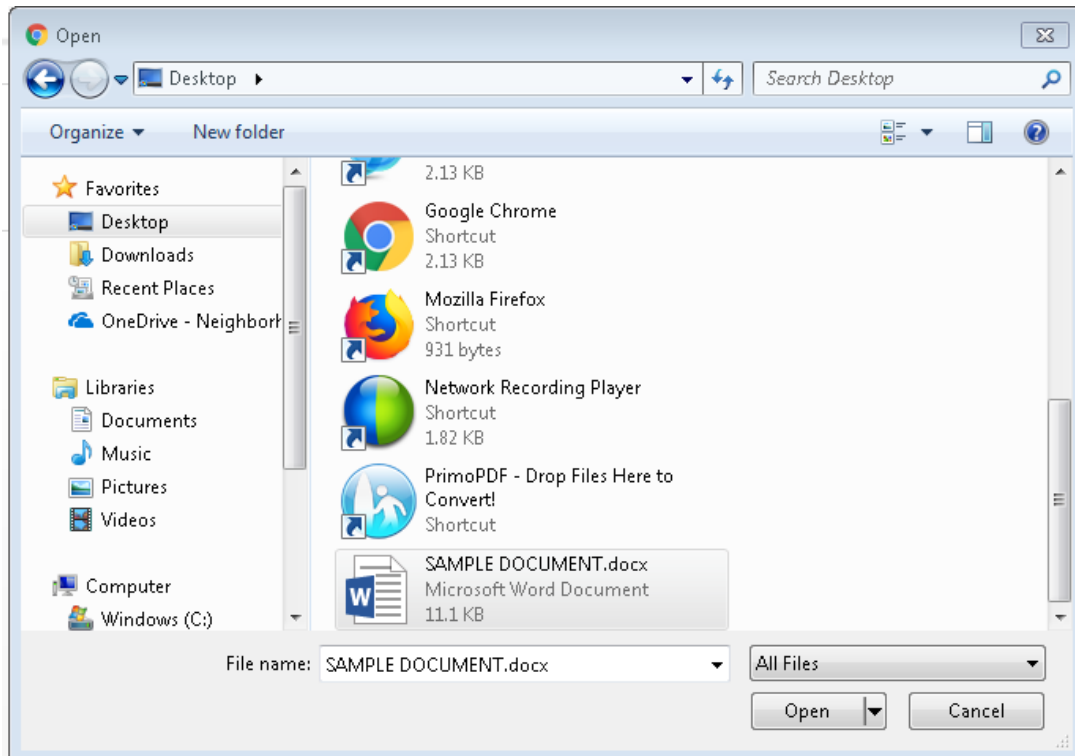 Open
Desktop
Search Desktop
Organize
New folder
Favorites
Desktop
Downloads
Recent Places
OneDrive - Neighborh
Libraries
Documents
Music
Pictures
Videos
Computer
Windows (C:)
2.13 KB
Google Chrome
Shortcut
2.13 KB
Mozilla Firefox
Shortcut
931 bytes
Network Recording Player
Shortcut
1.82 KB
PrimoPDF - Drop Files Here to
Convert!
Shortcut
SAMPLE DOCUMENT.docx
Microsoft Word Document
11.1 KB
File name: SAMPLE DOCUMENT.docx
All Files
Open
Cancel